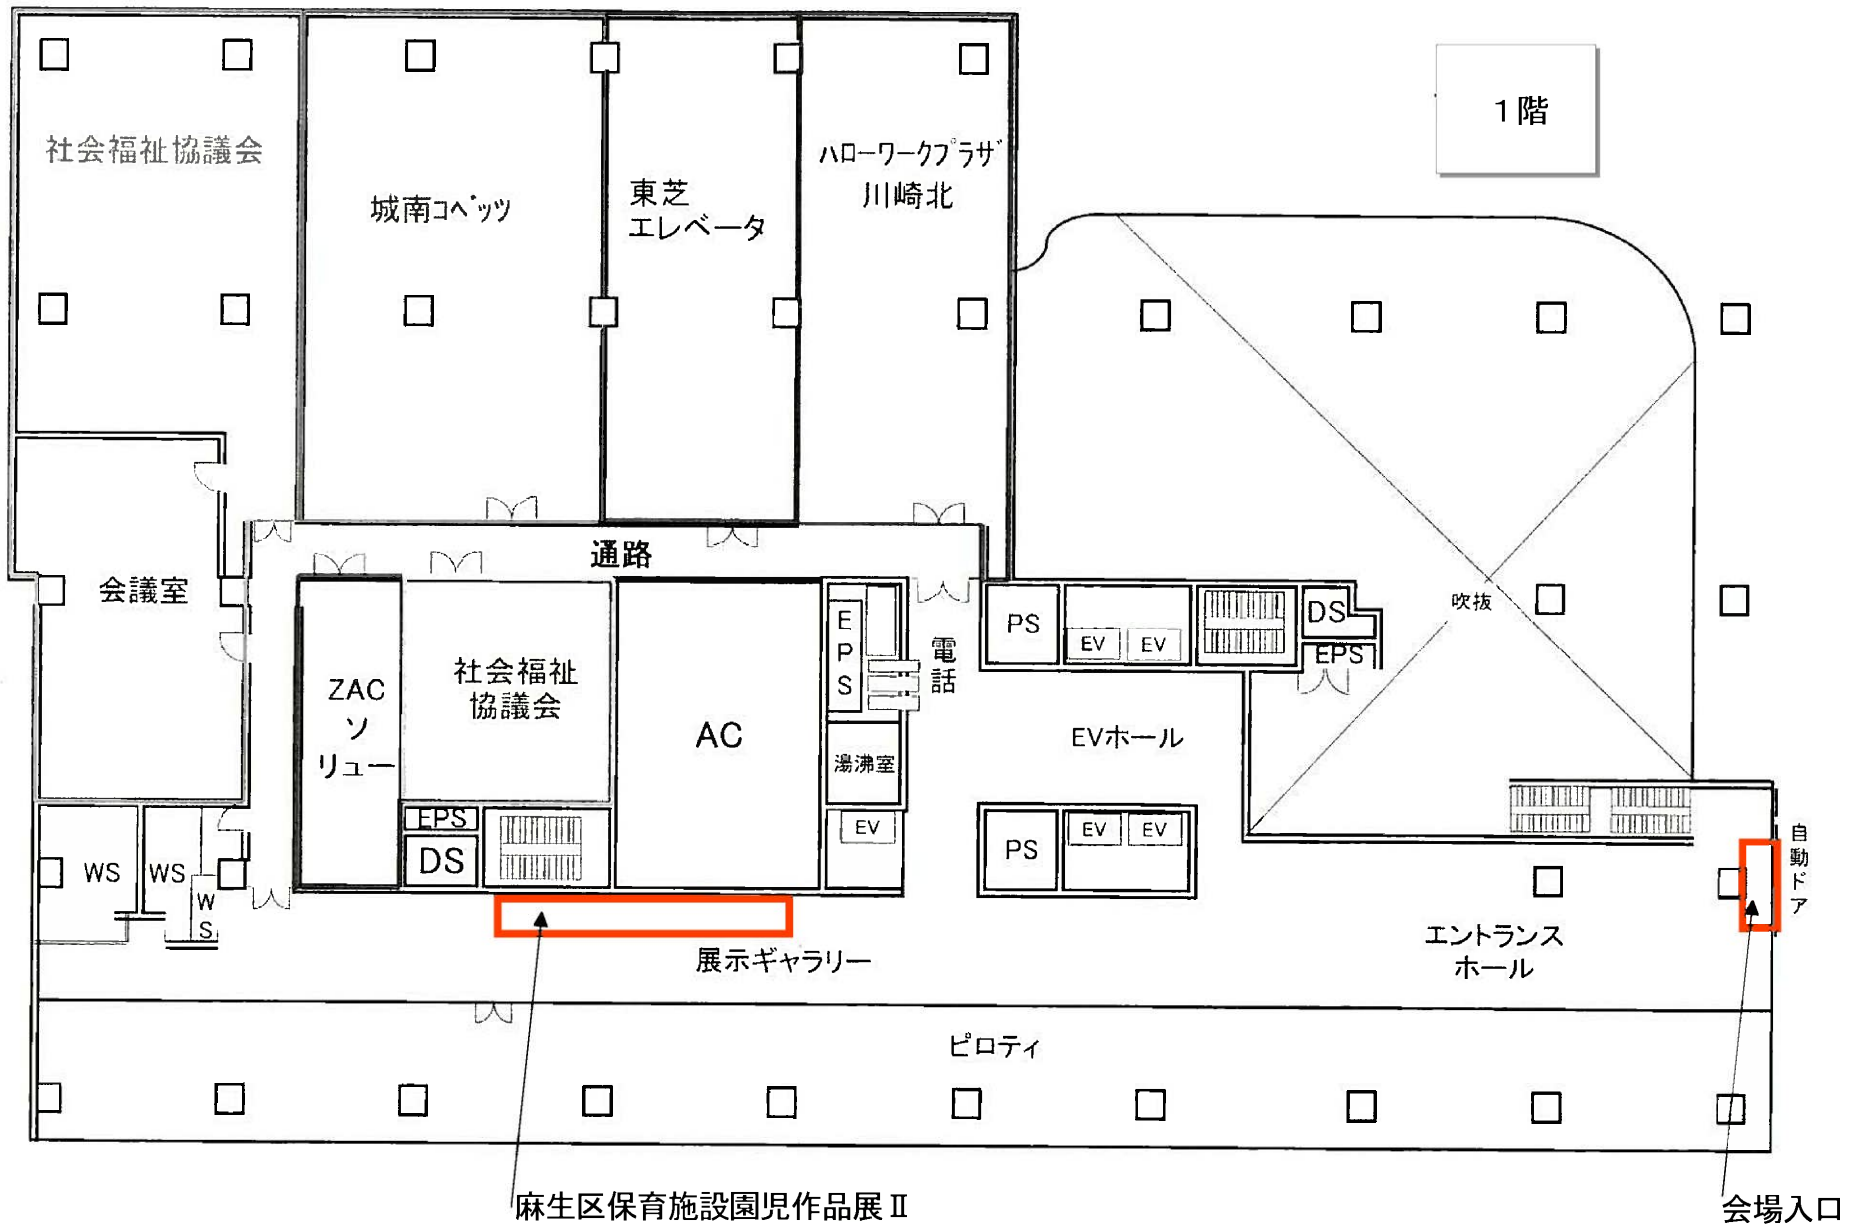 1階
社会福祉協議会
城南コベッツ
東芝
エレベータ
ハローワークプラザ
川崎北
吹抜
通路
会議室
ZAC
ソ
リュー
社会福祉
協議会
AC
EPS
湯沸室
EV
電話
PS
EV
EV
DS
EPS
EVホール
PS
EV
EV
EPS
DS
WS
WS
WS
自動ドア
エントランス
ホール
展示ギャラリー
ピロティ
麻生区保育施設園児作品展Ⅱ
会場入口